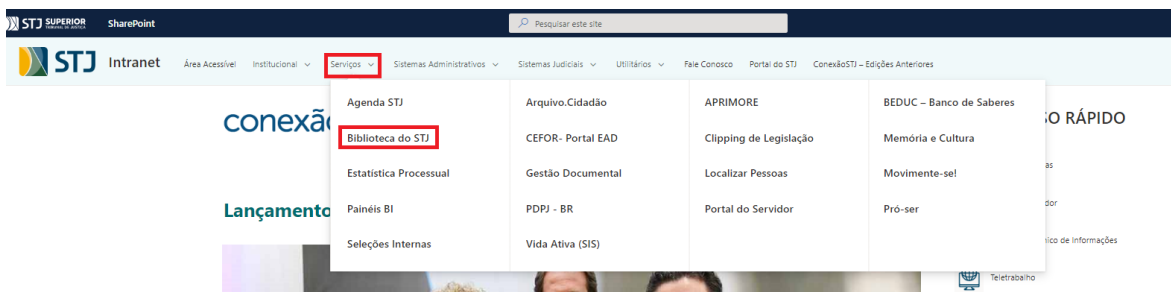 STJ SUPERIOR TRIBUNAL DE JUSTIÇA SharePoint Pesquisar este site
STJ Intranet Área Acessível Institucional Serviços Sistemas Administrativos Sistemas Judiciais Utilitários Fale Conosco Portal do STJ ConexãoSTJ – Edições Anteriores
Agenda STJ Arquivo.Cidadão APRIMORE BEDUC – Banco de Saberes
conexã SO RÁPIDO
Biblioteca do STJ CEFOR- Portal EAD Clipping de Legislação Memória e Cultura
as
Estatística Processual Gestão Documental Localizar Pessoas Movimente-se!
dor
Lançamento Painéis BI PDPJ - BR Portal do Servidor Pró-ser
nico de Informações
Seleções Internas Vida Ativa (SIS)
Teletrabalho